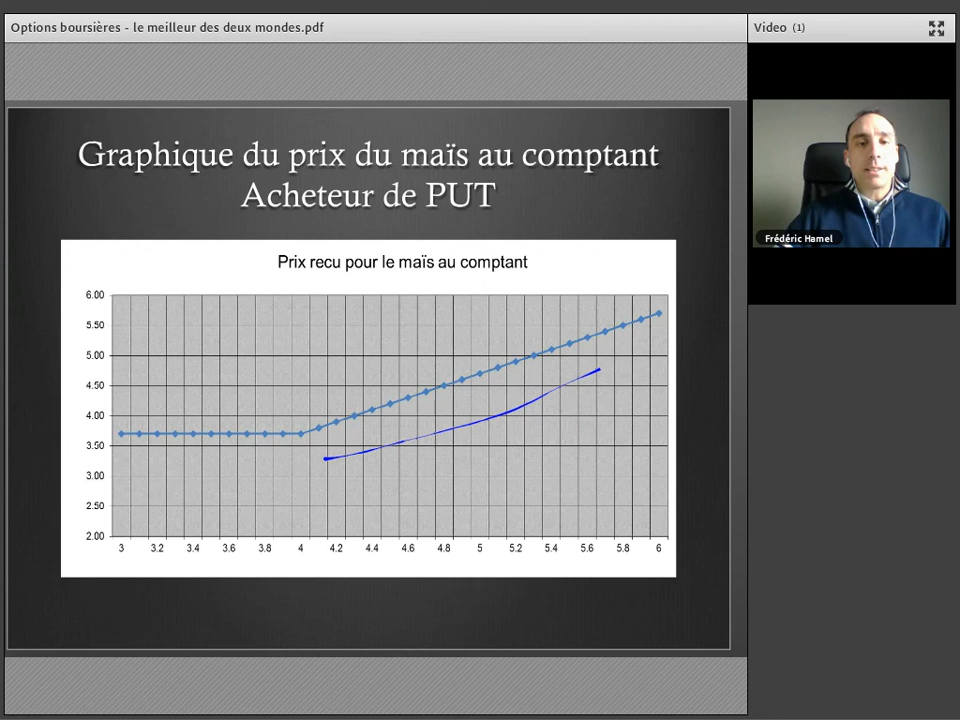 Options boursières - le meilleur des deux mondes.pdf
Video (1)
Graphique du prix du maïs au comptant
Acheteur de PUT
Frédéric Hamel
Prix recu pour le maïs au comptant
6.00
5.50
5.00
4.50
4.00
3.50
3.00
2.50
2.00
3 3.2 3.4 3.6 3.8 4 4.2 4.4 4.6 4.8 5 5.2 5.4 5.6 5.8 6